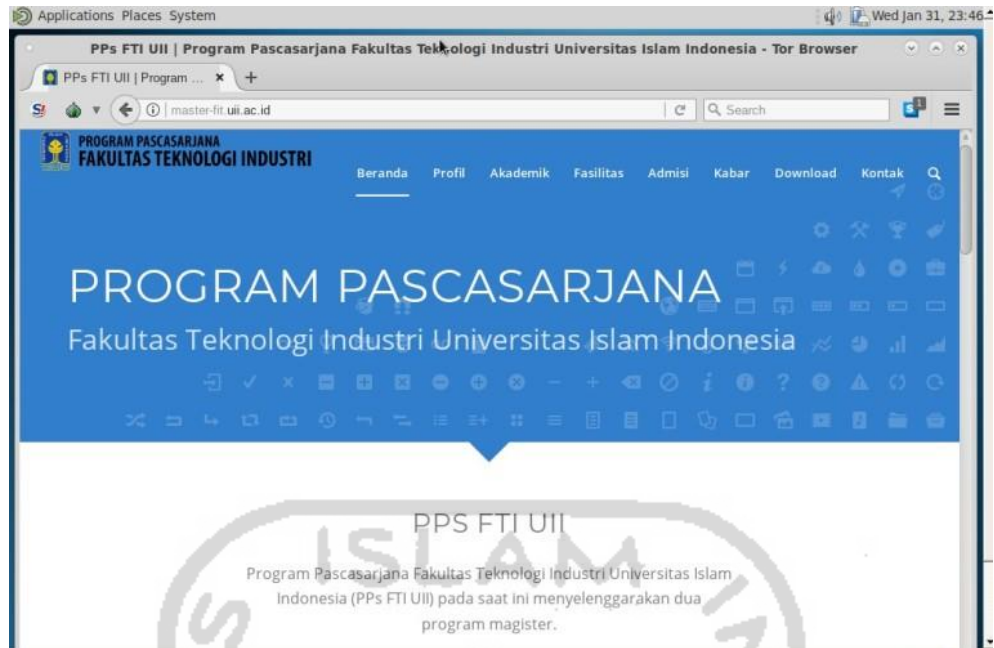 Applications Places System
Wed Jan 31, 23:46
PPs FTI UII | Program Pascasarjana Fakultas Teknologi Industri Universitas Islam Indonesia - Tor Browser
PPs FTI UII | Program ...
master-fit.uii.ac.id
Search
1
PROGRAM PASCASARJANA
FAKULTAS TEKNOLOGI INDUSTRI
Beranda Profil Akademik Fasilitas Admisi Kabar Download Kontak
PROGRAM PASCASARJANA
Fakultas Teknologi Industri Universitas Islam Indonesia
PPS FTI UII
Program Pascasarjana Fakultas Teknologi Industri Universitas Islam
Indonesia (PPs FTI UII) pada saat ini menyelenggarakan dua
program magister.
ISLAM